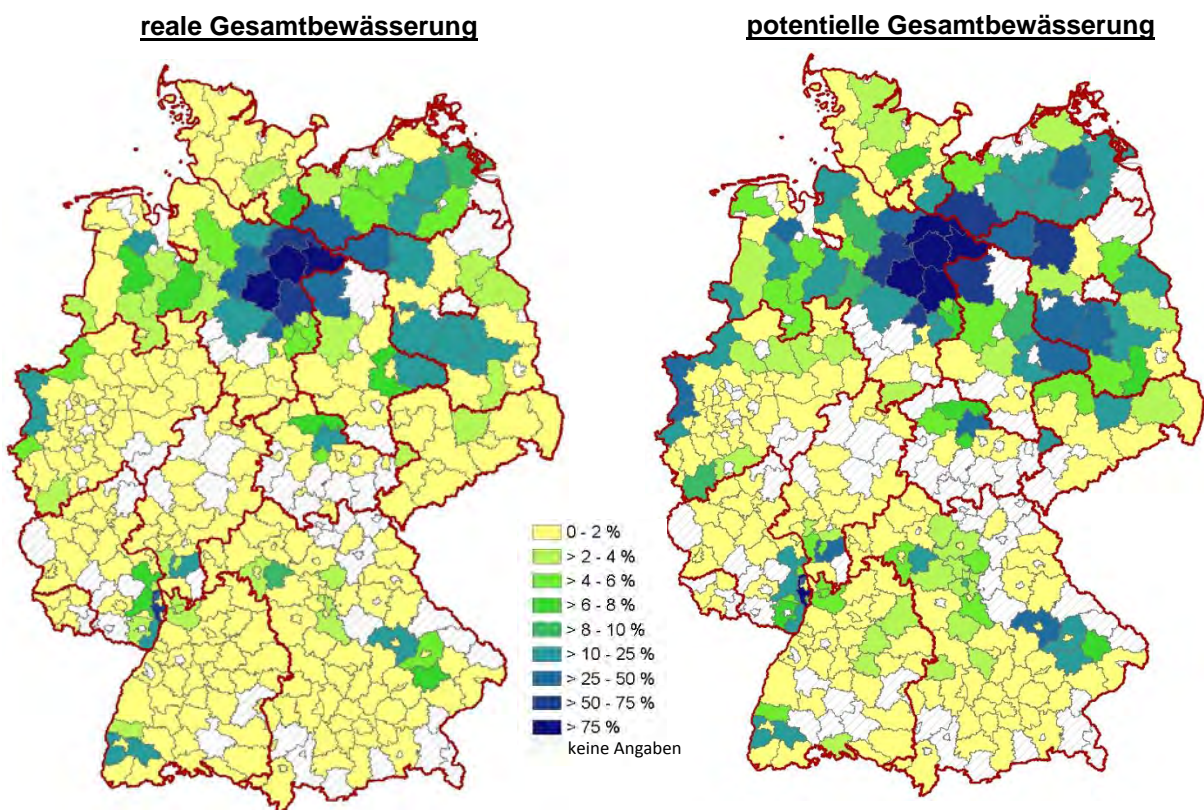 reale Gesamtbewässerung
potentielle Gesamtbewässerung
0 - 2 %
> 2 - 4 %
> 4 - 6 %
> 6 - 8 %
> 8 - 10 %
> 10 - 25 %
> 25 - 50 %
> 50 - 75 %
> 75 %
keine Angaben